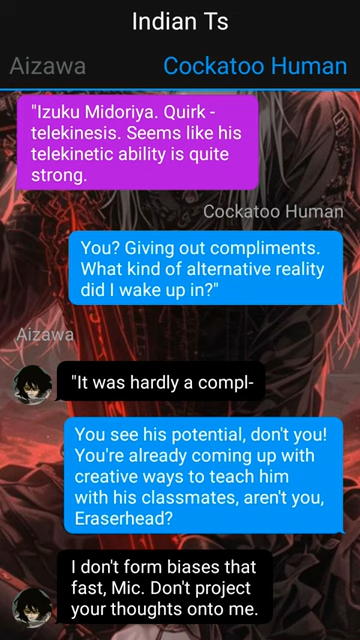 Indian Ts
Aizawa
Cockatoo Human
"Izuku Midoriya. Quirk -
telekinesis. Seems like his
telekinetic ability is quite
strong.
Cockatoo Human
You? Giving out compliments.
What kind of alternative reality
did I wake up in?"
Aizawa
"It was hardly a compl-
You see his potential, don't you!
You're already coming up with
creative ways to teach him
with his classmates, aren't you,
Eraserhead?
I don't form biases that
fast, Mic. Don't project
your thoughts onto me.